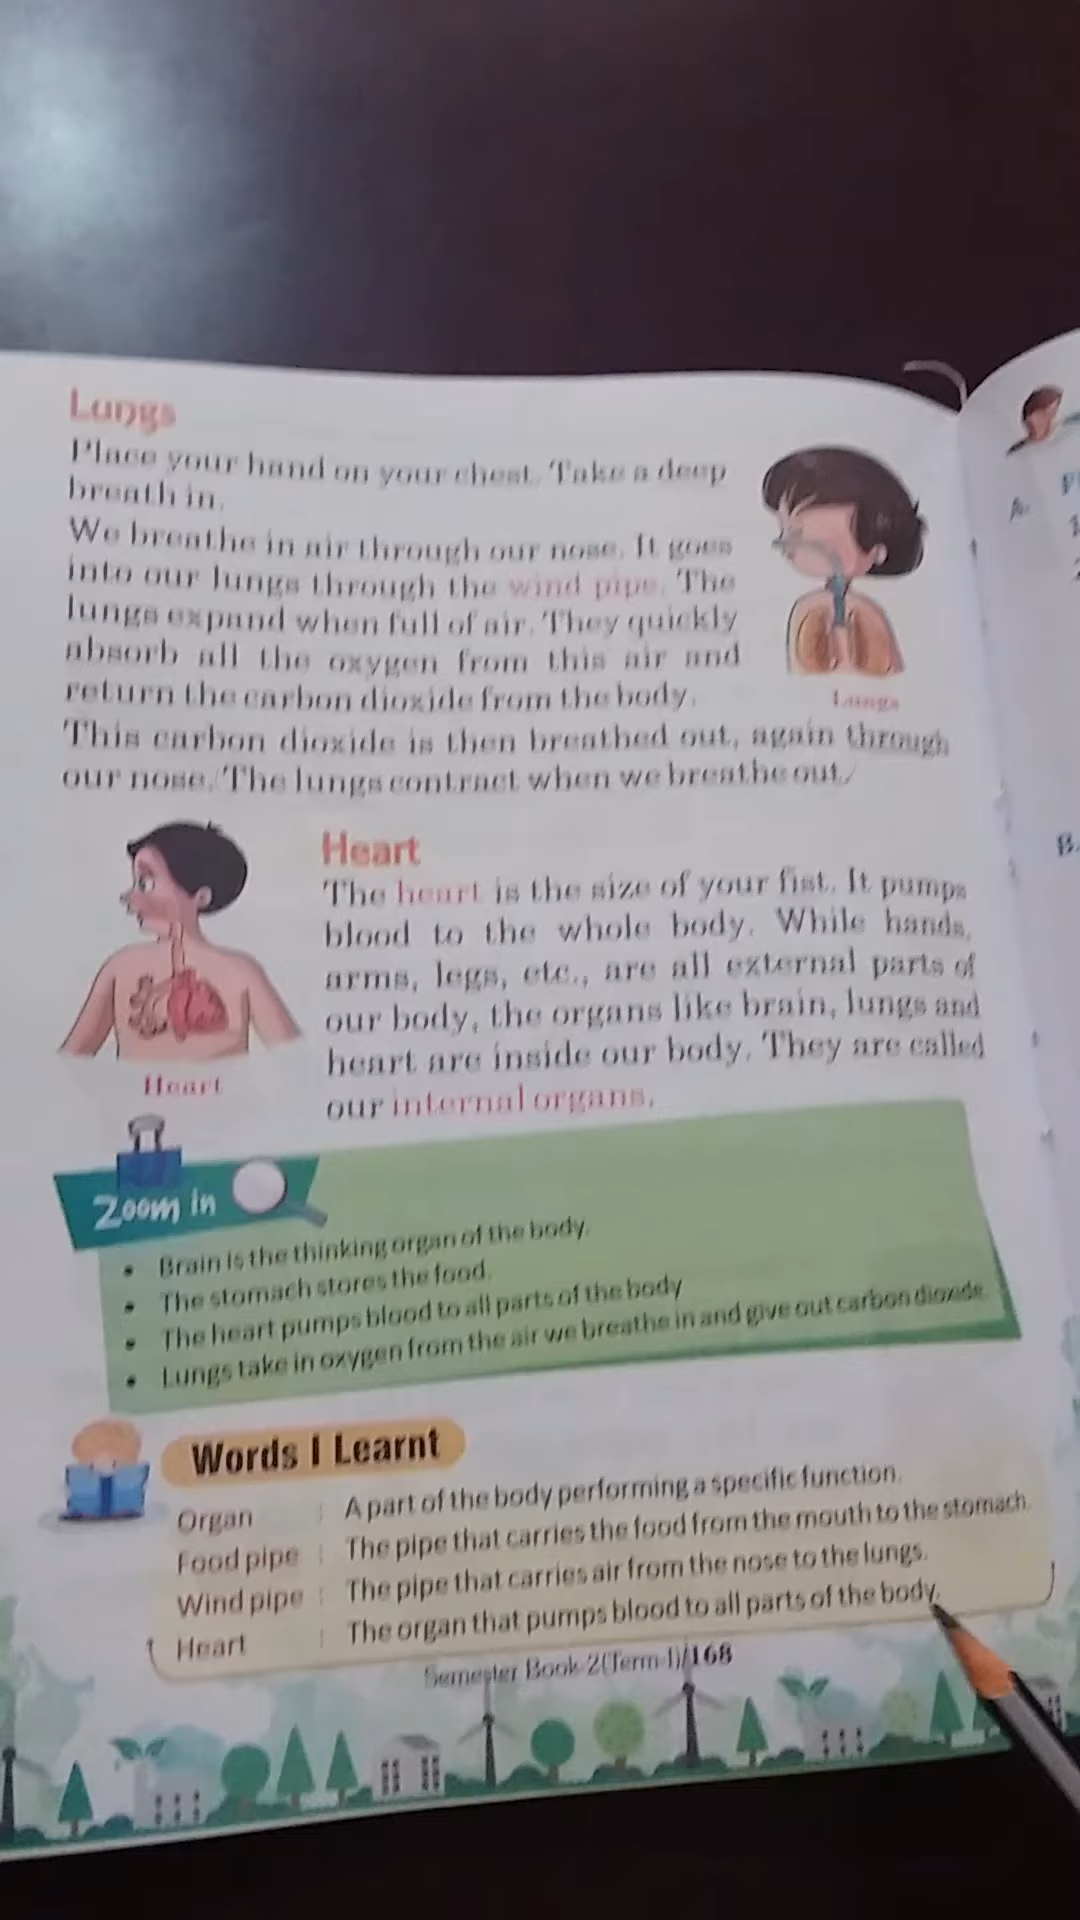 Lungs
Place your hand on your chest. Take a deep
breath in.
We breathe in air through our nose. It goes
into our lungs through the wind pipe. The
lungs expand when full of air. They quickly
absorb all the oxygen from this air and
return the carbon dioxide from the body.
Lungs
This carbon dioxide is then breathed out, again through
our nose. The lungs contract when we breathe out.
Heart
The heart is the size of your fist. It pumps
blood to the whole body. While hands,
arms, legs, etc., are all external parts of
our body, the organs like brain, lungs and
heart are inside our body. They are called
our internal organs.
Heart
Zoom in
• Brain is the thinking organ of the body.
• The stomach stores the food.
• The heart pumps blood to all parts of the body
• Lungs take in oxygen from the air we breathe in and give out carbon dioxide.
Words I Learnt
Organ : A part of the body performing a specific function.
Food pipe : The pipe that carries the food from the mouth to the stomach.
Wind pipe : The pipe that carries air from the nose to the lungs.
Heart : The organ that pumps blood to all parts of the body.
Semester Book-2(Term-I)/168
A.
B.